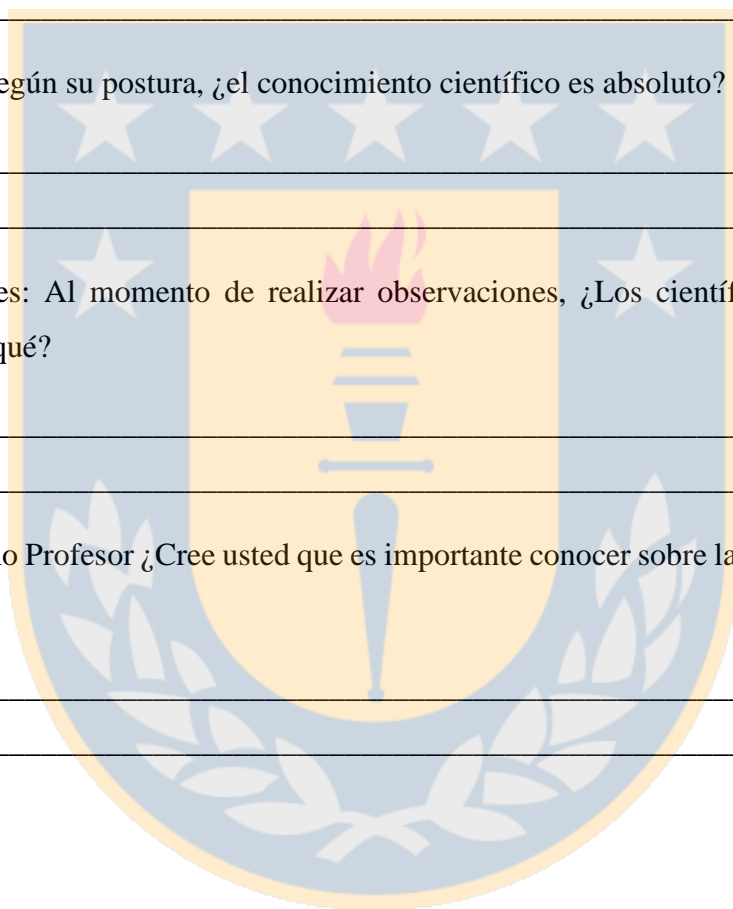 egún su postura, ¿el conocimiento científico es absoluto?
es: Al momento de realizar observaciones, ¿Los científ
qué?
o Profesor ¿Cree usted que es importante conocer sobre la